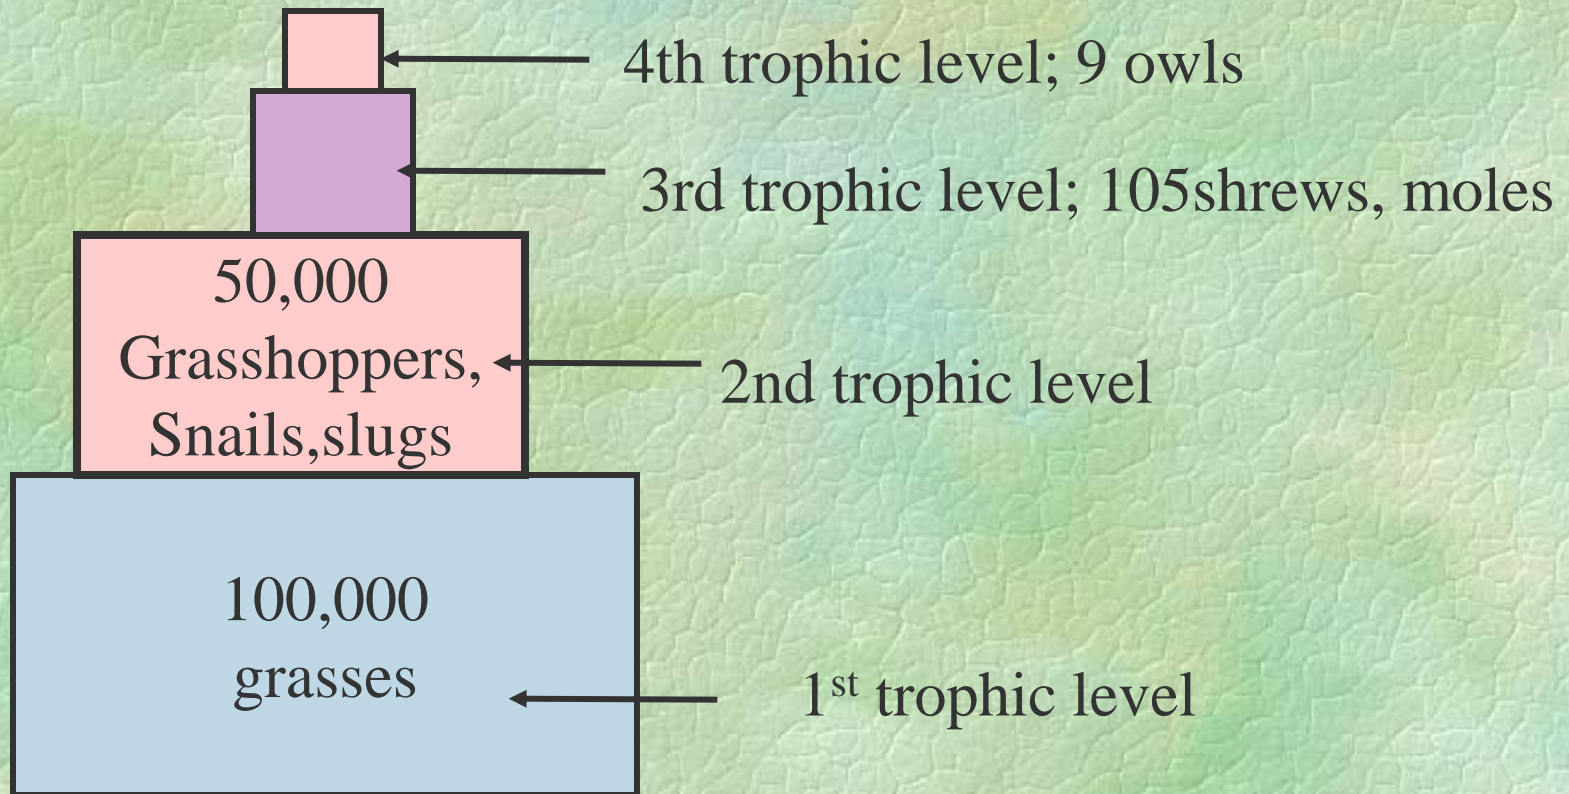 4th trophic level; 9 owls
3rd trophic level; 105shrews, moles
50,000
Grasshoppers,
Snails,slugs
2nd trophic level
100,000
grasses
1st trophic level